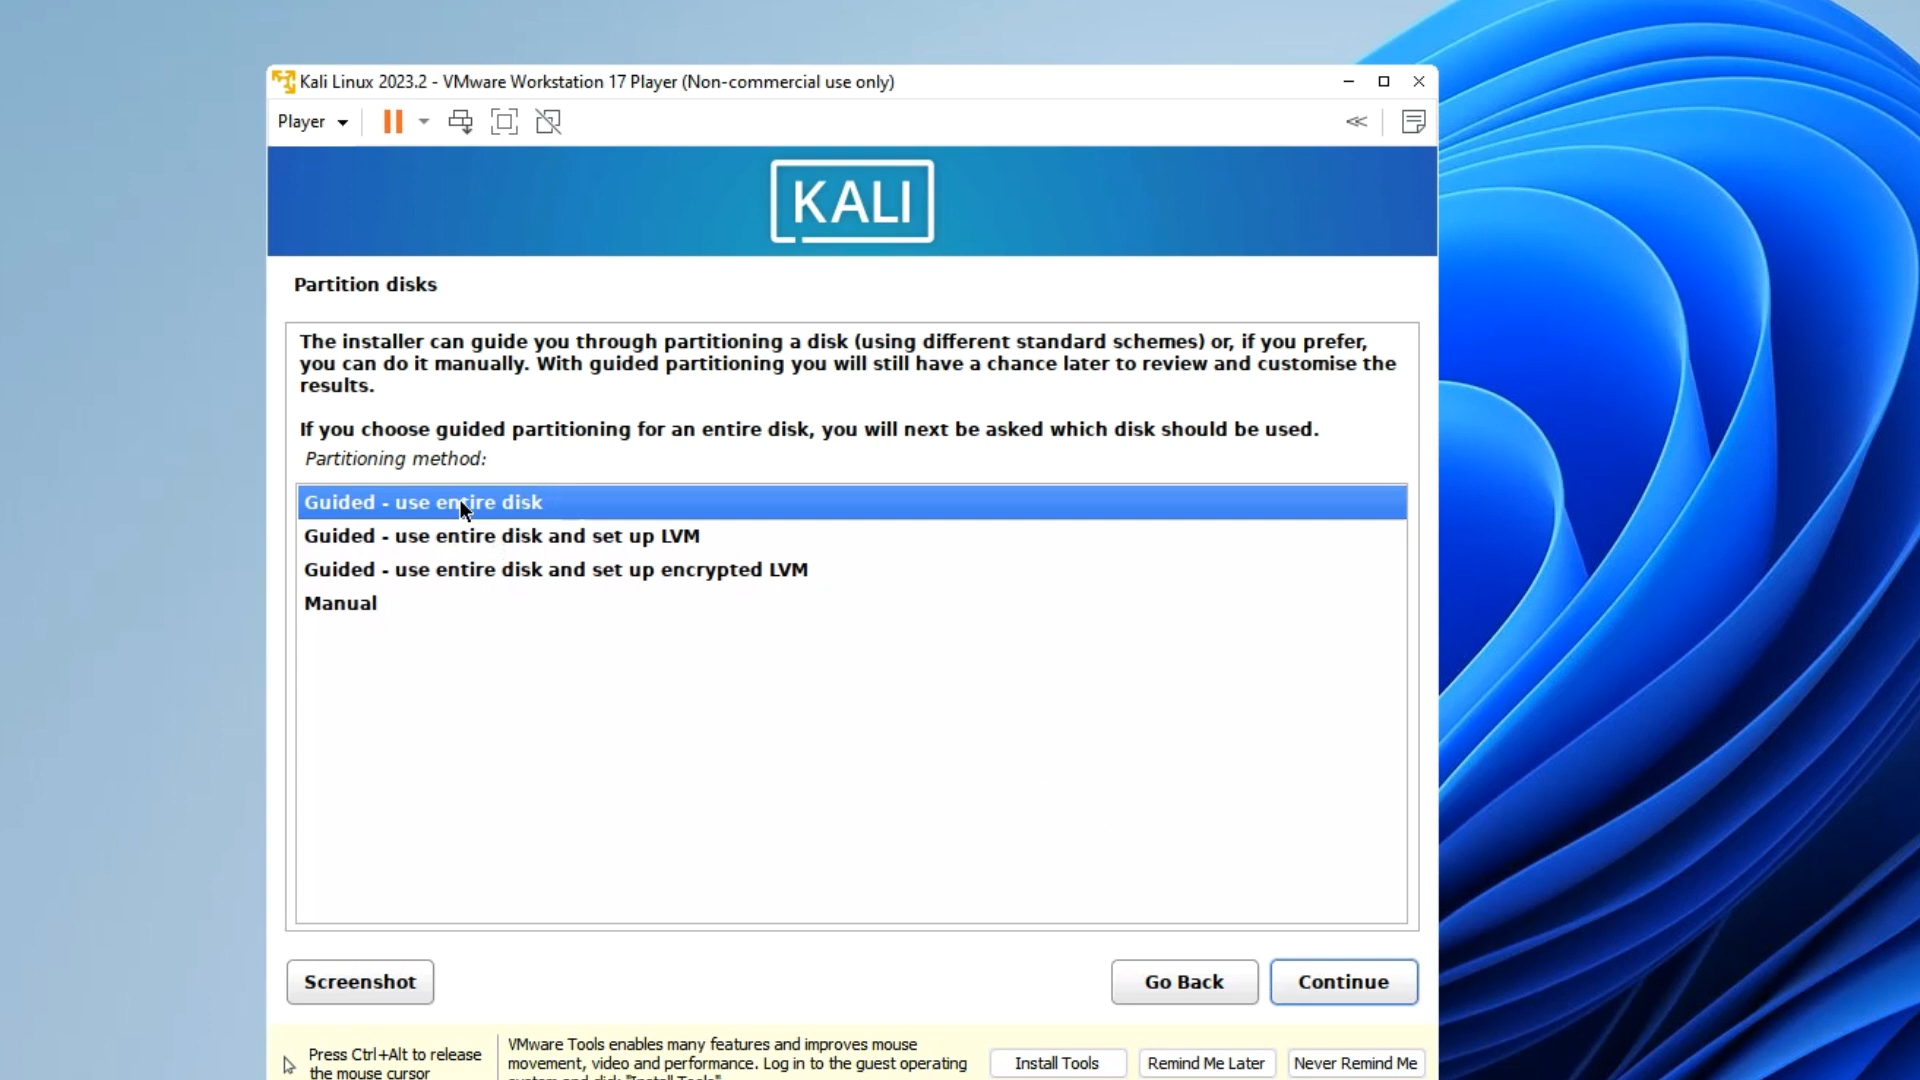 Kali Linux 2023.2 - VMware Workstation 17 Player (Non-commercial use only)
Player
KALI
Partition disks
The installer can guide you through partitioning a disk (using different standard schemes) or, if you prefer,
you can do it manually. With guided partitioning you will still have a chance later to review and customise the
results.
If you choose guided partitioning for an entire disk, you will next be asked which disk should be used.
Partitioning method:
Guided - use entire disk
Guided - use entire disk and set up LVM
Guided - use entire disk and set up encrypted LVM
Manual
Screenshot
Go Back
Continue
Press Ctrl+Alt to release
the mouse cursor
VMware Tools enables many features and improves mouse
movement, video and performance. Log in to the guest operating
system and click "Install Tools"
Install Tools
Remind Me Later
Never Remind Me